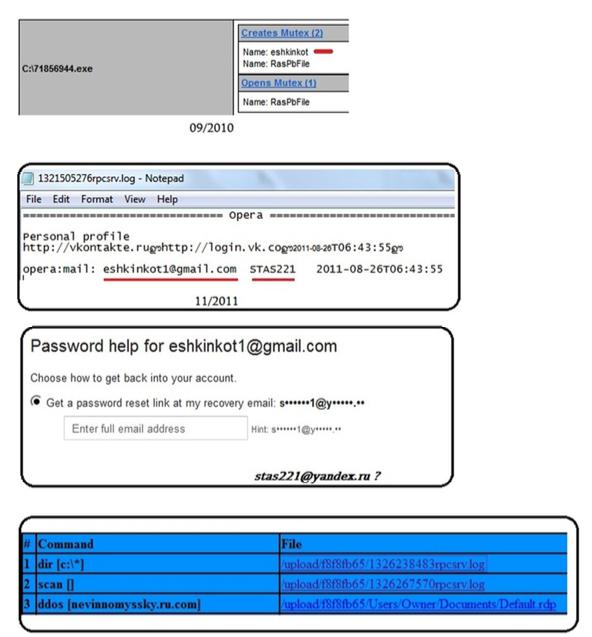 Creates Mutex (2)
Name: eshkinkot
Name: RasPbFile
C:\71856944.exe
Opens Mutex (1)
Name: RasPbFile
09/2010
1321505276rpcsrv.log - Notepad
File Edit Format View Help
============================== Opera ============================
Personal profile
http://vkontakte.ru http://login.vk.co 2011-08-26T06:43:55
opera:mail: eshkinkot1@gmail.com STAS221 2011-08-26T06:43:55
11/2011
Password help for eshkinkot1@gmail.com
Choose how to get back into your account.
Get a password reset link at my recovery email: s••••••1@y•••••.••
Enter full email address Hint: s••••••1@y•••••.••
stas221@yandex.ru ?
# Command File
1 dir [c:\*] /upload/f8f8fb65/1326238483rpcsrv.log
2 scan [] /upload/f8f8fb65/1326267570rpcsrv.log
3 ddos [nevinnomyssky.ru.com] /upload/f8f8fb65/Users/Owner/Documents/Default.rdp